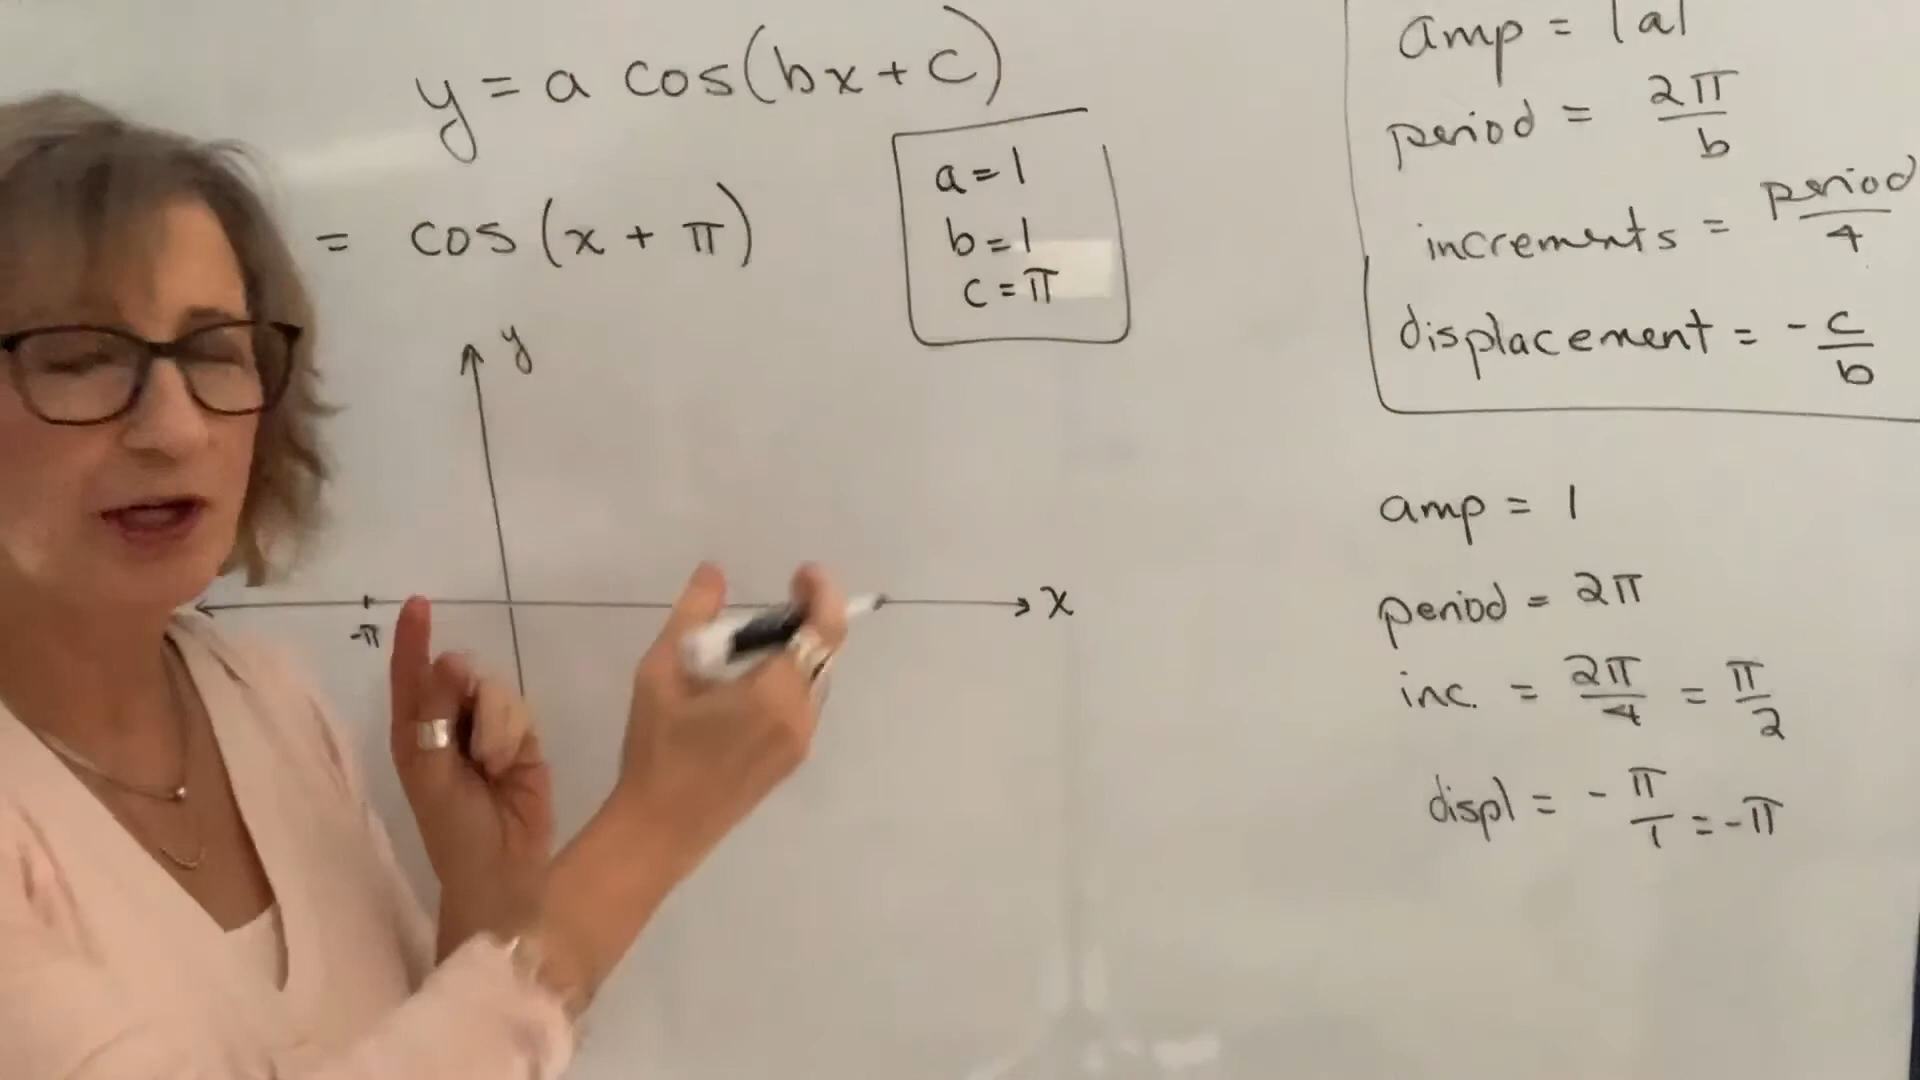 y = a cos(bx + c)
= cos(x + π)
a = 1
b = 1
c = π
y
x
-π
amp = |a|
period = 2π/b
increments = period/4
displacement = - c/b
amp = 1
period = 2π
inc. = 2π/4 = π/2
displ = - π/1 = -π